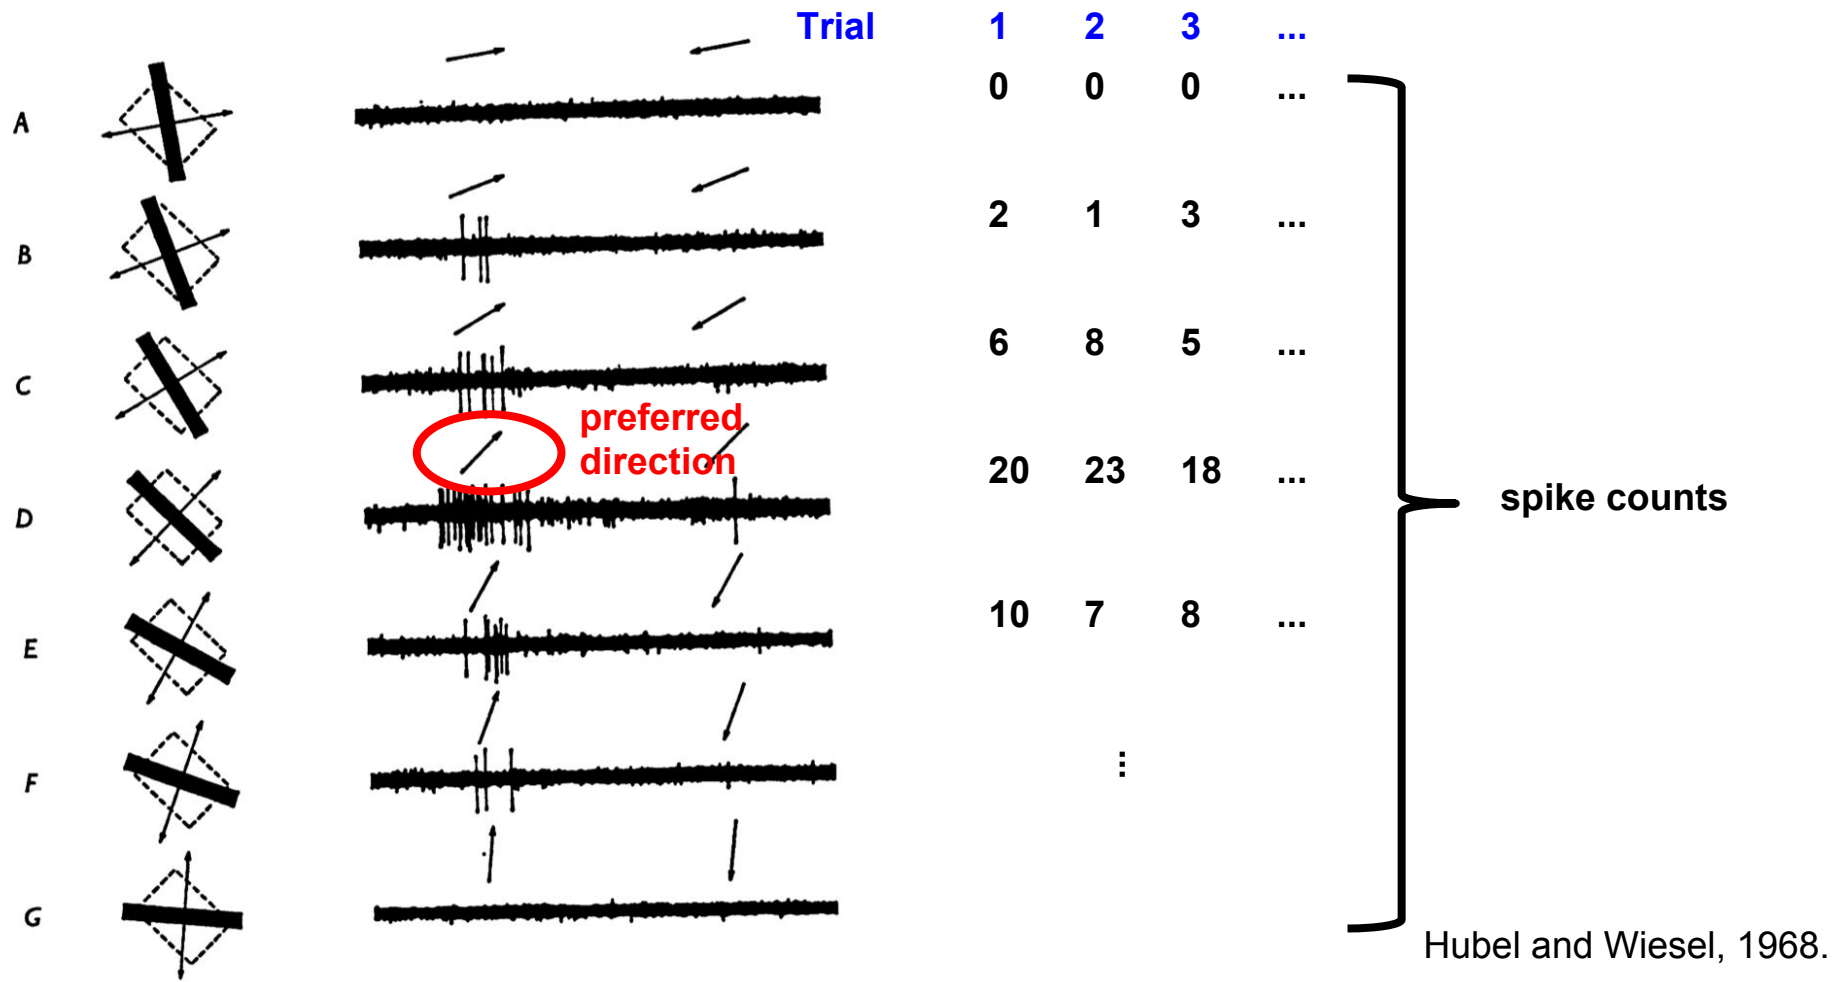 Trial 1 2 3 ...
A 0 0 0 ...
B 2 1 3 ...
C 6 8 5 ...
preferred
direction
D 20 23 18 ...
spike counts
E 10 7 8 ...
F ...
G
Hubel and Wiesel, 1968.